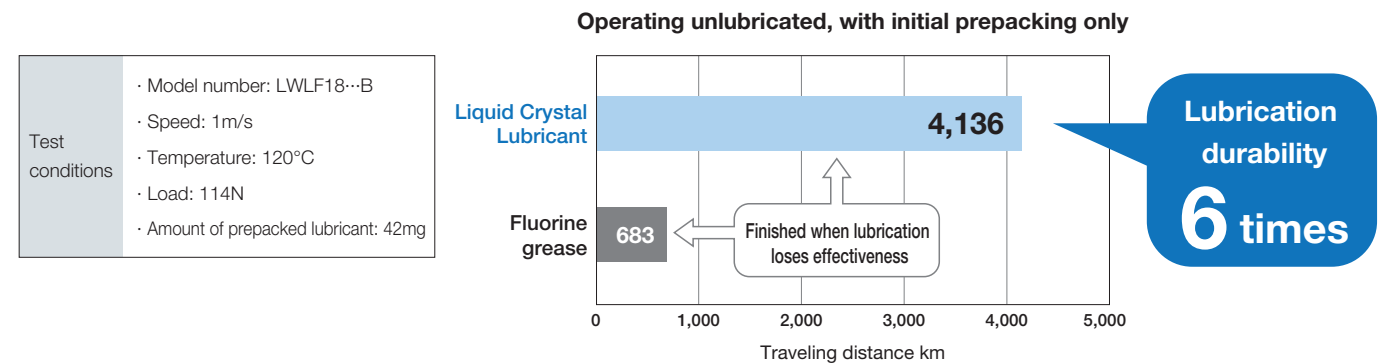 Operating unlubricated, with initial prepacking only
Test
conditions
· Model number: LWLF18···B
· Speed: 1m/s
· Temperature: 120°C
· Load: 114N
· Amount of prepacked lubricant: 42mg
Liquid Crystal
Lubricant
4,136
Fluorine
grease
683
Finished when lubrication
loses effectiveness
0 1,000 2,000 3,000 4,000 5,000
Traveling distance km
Lubrication
durability
6 times